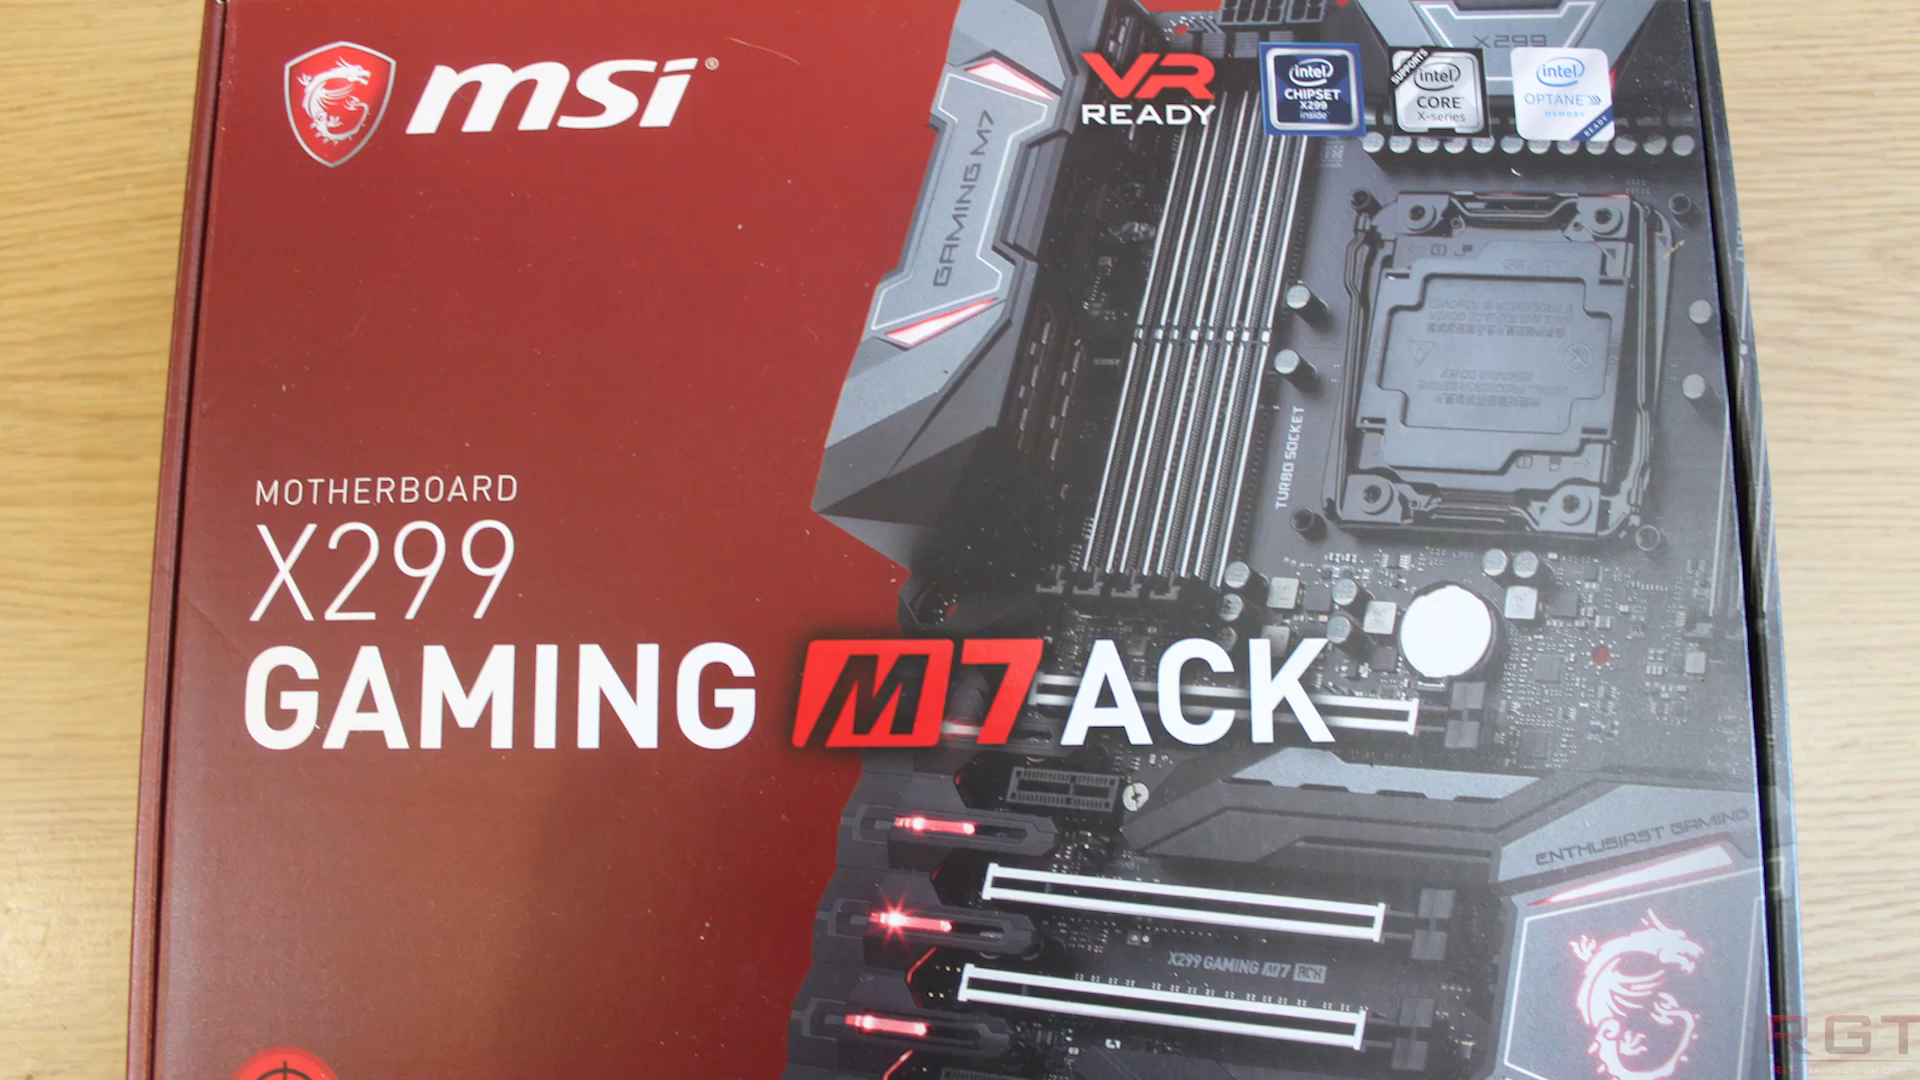 msi®
VR
READY
intel
CHIPSET
X299
inside
SUPPORTS
intel
CORE
X-series
intel
OPTANE
MEMORY
READY
X299
GAMING M7
TURBO SOCKET
MOTHERBOARD
X299
GAMING M7 ACK
ENTHUSIAST GAMING
X299 GAMING M7 ACK
RGT